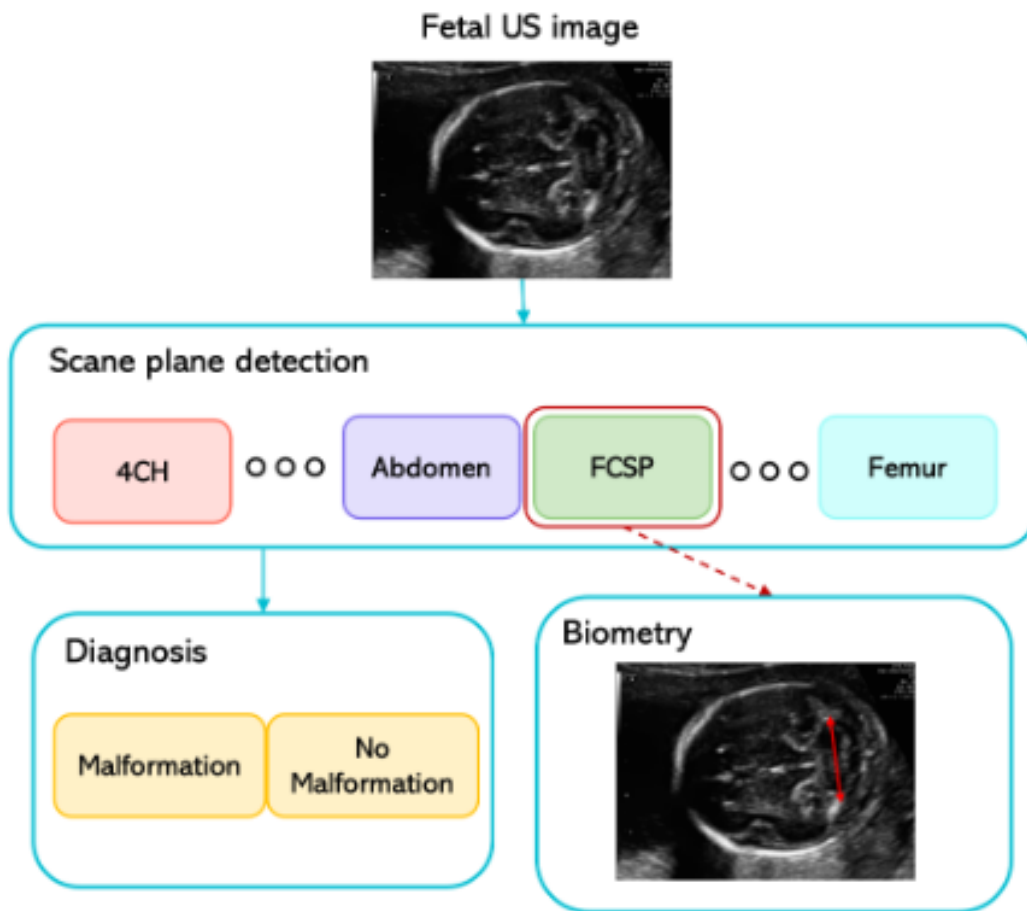 Fetal US image
Scane plane detection
4CH
Abdomen
FCSP
Femur
Diagnosis
Malformation
No
Malformation
Biometry